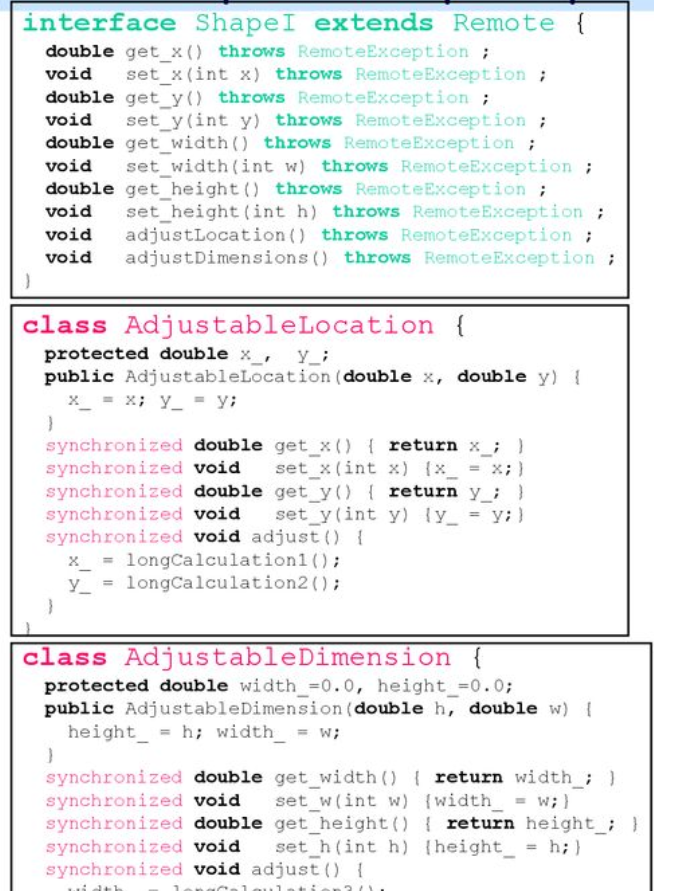 interface ShapeI extends Remote {
double get_x() throws RemoteException ;
void set_x(int x) throws RemoteException ;
double get_y() throws RemoteException ;
void set_y(int y) throws RemoteException ;
double get_width() throws RemoteException ;
void set_width(int w) throws RemoteException ;
double get_height() throws RemoteException ;
void set_height(int h) throws RemoteException ;
void adjustLocation() throws RemoteException ;
void adjustDimensions() throws RemoteException ;
}
class AdjustableLocation {
protected double x_, y_;
public AdjustableLocation(double x, double y) {
x_ = x; y_ = y;
}
synchronized double get_x() { return x_; }
synchronized void set_x(int x) {x_ = x;}
synchronized double get_y() { return y_; }
synchronized void set_y(int y) {y_ = y;}
synchronized void adjust() {
x_ = longCalculation1();
y_ = longCalculation2();
}
}
class AdjustableDimension {
protected double width_=0.0, height_=0.0;
public AdjustableDimension(double h, double w) {
height_ = h; width_ = w;
}
synchronized double get_width() { return width_; }
synchronized void set_w(int w) {width_ = w;}
synchronized double get_height() { return height_; }
synchronized void set_h(int h) {height_ = h;}
synchronized void adjust() {
width_ = longCalculation3();